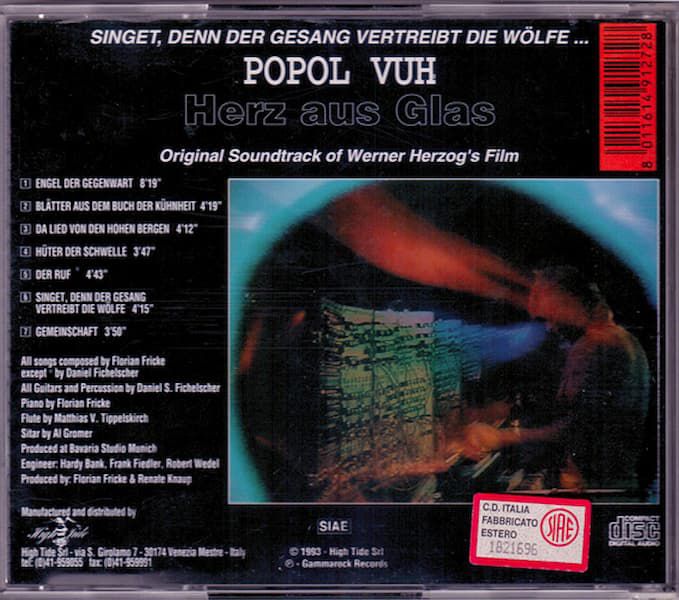 SINGET, DENN DER GESANG VERTREIBT DIE WÖLFE ...
POPOL VUH
Herz aus Glas
Original Soundtrack of Werner Herzog's Film
8 011614 912728
1 ENGEL DER GEGENWART 8'19"
2 BLÄTTER AUS DEM BUCH DER KÜHNHEIT 4'19"
3 DA LIED VON DEN HOHEN BERGEN 4'12"
4 HÜTER DER SCHWELLE 3'47"
5 DER RUF * 4'43"
6 SINGET, DENN DER GESANG
VERTREIBT DIE WÖLFE 4'15"
7 GEMEINSCHAFT 3'50"
All songs composed by Florian Fricke
except * by Daniel Fichelscher
All Guitars and Percussion by Daniel S. Fichelscher
Piano by Florian Fricke
Flute by Matthias V. Tippelskirch
Sitar by Al Gromer
Produced at Bavaria Studio Munich
Engineer: Hardy Bank, Frank Fiedler, Robert Wedel
Produced by: Florian Fricke & Renate Knaup
Manufactured and distributed by
High Tide
High Tide Srl - via S. Girolamo 7 - 30174 Venezia Mestre - Italy
tel: (0)41-959055 fax: (0)41-959991
SIAE
© 1993 - High Tide Srl
℗ - Gammarock Records
C.D. ITALIA
FABBRICATO
ESTERO
1821696
SIAE
COMPACT
disc
DIGITAL AUDIO